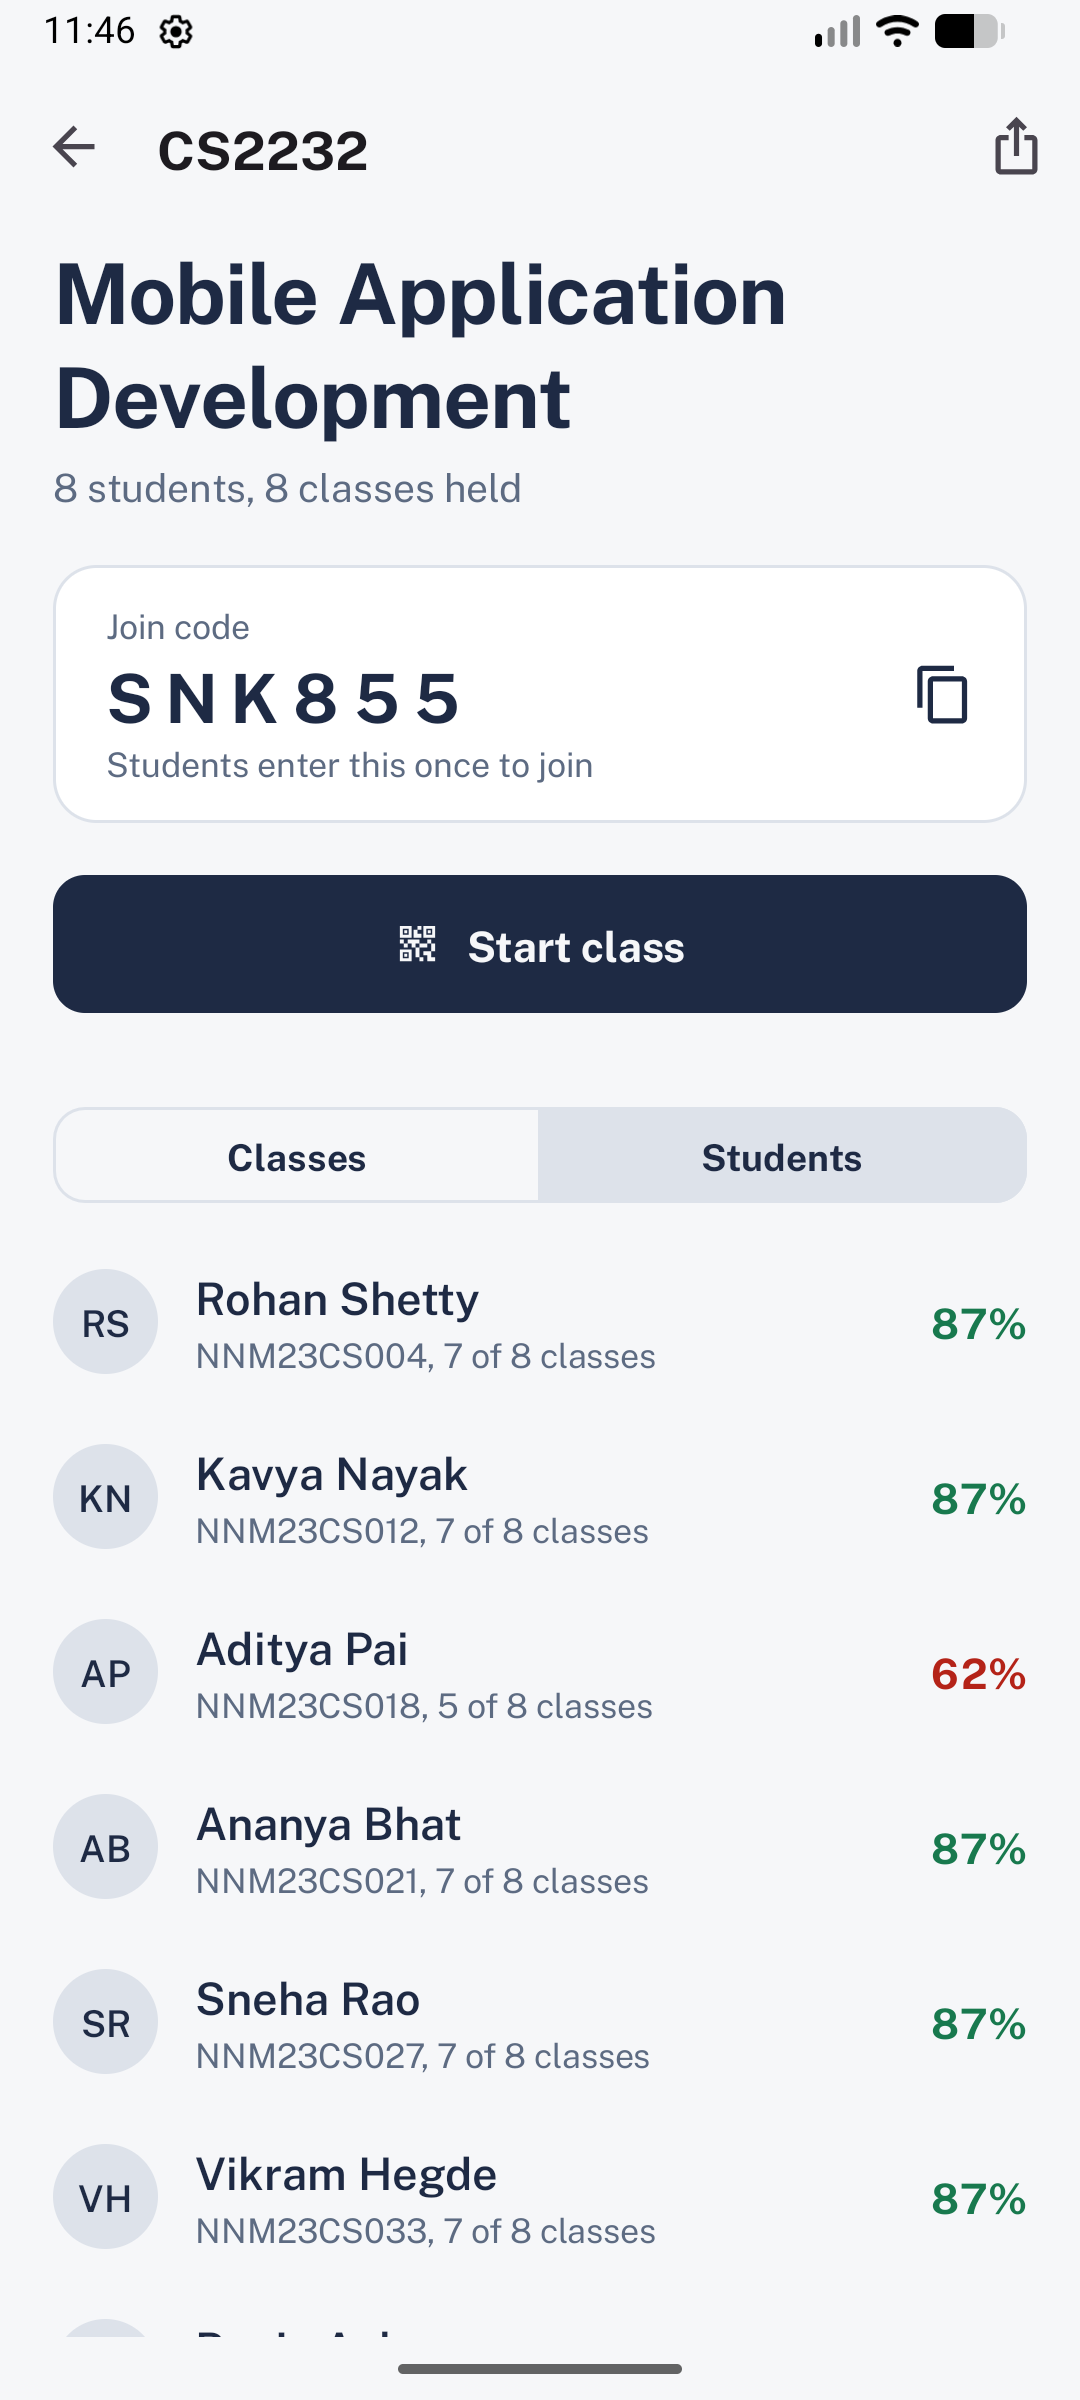 11:46
CS2232
Mobile Application
Development
8 students, 8 classes held
Join code
SNK855
Students enter this once to join
Start class
Classes
Students
RS
Rohan Shetty
87%
NNM23CS004, 7 of 8 classes
KN
Kavya Nayak
87%
NNM23CS012, 7 of 8 classes
AP
Aditya Pai
62%
NNM23CS018, 5 of 8 classes
AB
Ananya Bhat
87%
NNM23CS021, 7 of 8 classes
SR
Sneha Rao
87%
NNM23CS027, 7 of 8 classes
VH
Vikram Hegde
87%
NNM23CS033, 7 of 8 classes